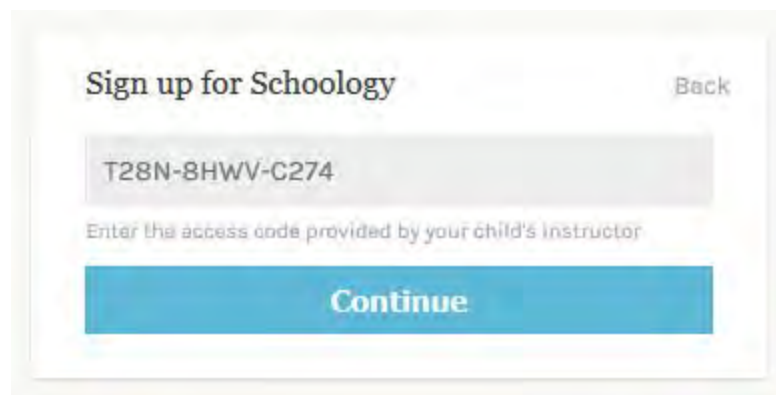 Sign up for Schoology Back
T28N-8HWV-C274
Enter the access code provided by your child's instructor
Continue